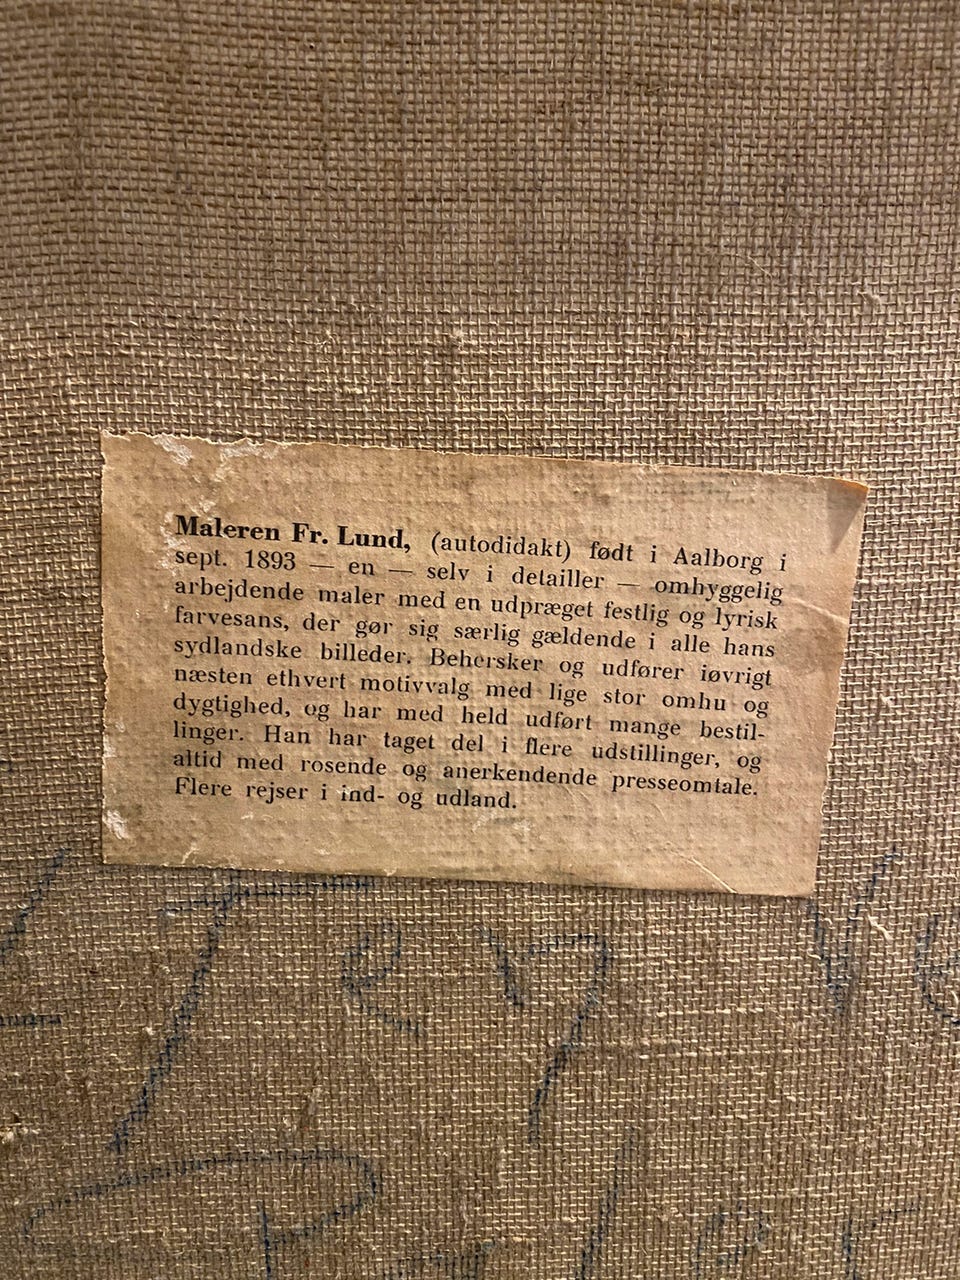 Maleren Fr. Lund, (autodidakt) født i Aalborg i
sept. 1893 — en — selv i detailler — omhyggelig
arbejdende maler med en udpræget festlig og lyrisk
farvesans, der gør sig særlig gældende i alle hans
sydlandske billeder. Behersker og udfører iøvrigt
næsten ethvert motivvalg med lige stor omhu og
dygtighed, og har med held udført mange bestil-
linger. Han har taget del i flere udstillinger, og
altid med rosende og anerkendende presseomtale.
Flere rejser i ind- og udland.